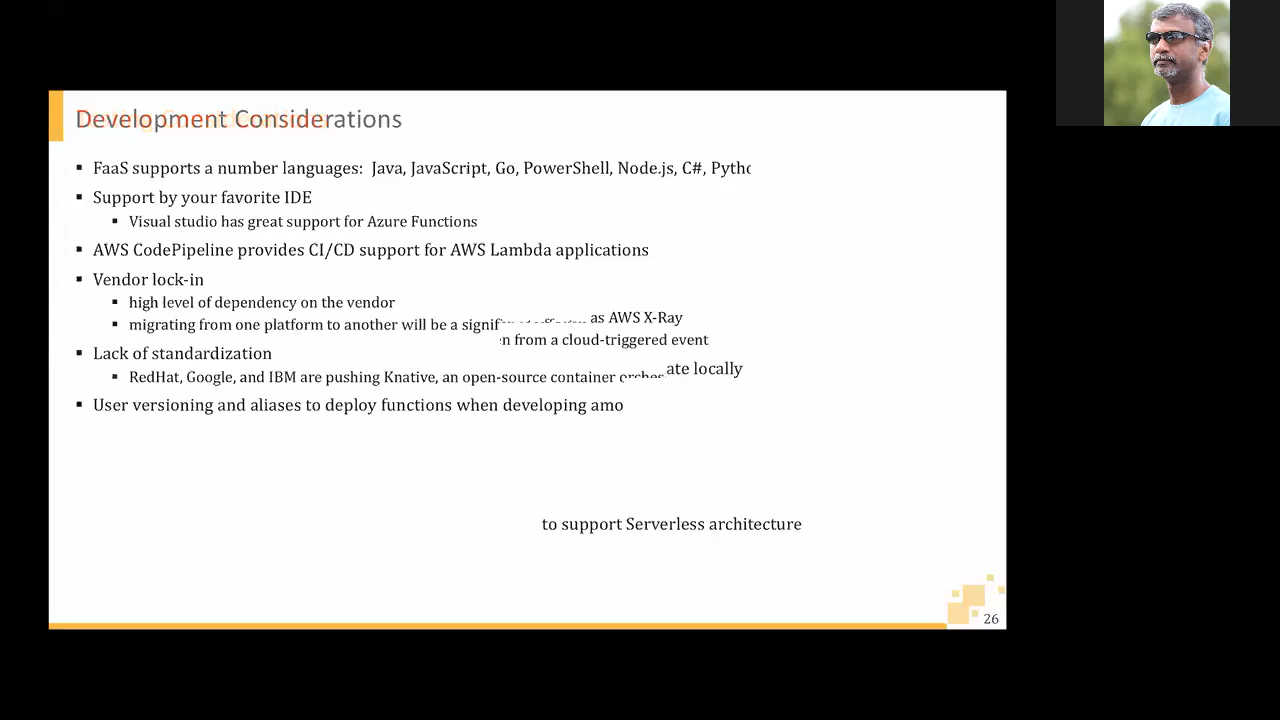 Development Considerations
▪ FaaS supports a number languages: Java, JavaScript, Go, PowerShell, Node.js, C#,
▪ Support by your favorite IDE
▪ Visual studio has great support for Azure Functions
▪ AWS CodePipeline provides CI/CD support for AWS Lambda applications
▪ Vendor lock-in
▪ high level of dependency on the vendor
as AWS X-Ray
▪ migrating from one platform to another will be a
from a cloud-triggered event
▪ Lack of standardization
ate locally
▪ RedHat, Google, and IBM are pushing Knative, an open-source container
▪ User versioning and aliases to deploy functions when developing amo
to support Serverless architecture
26